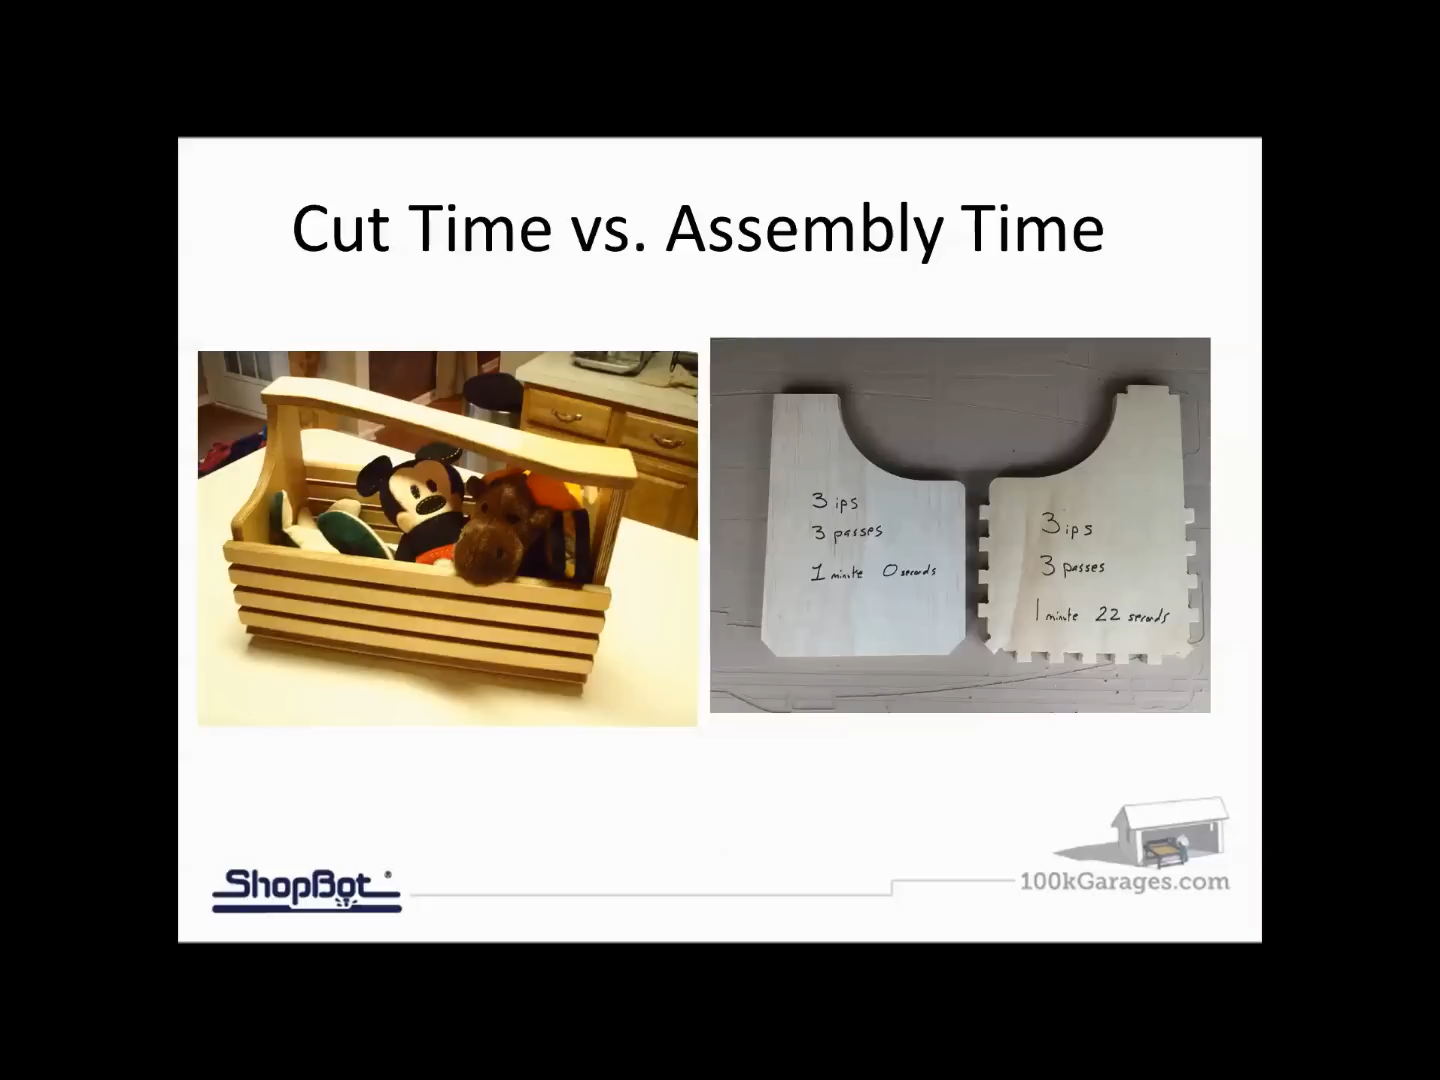 Cut Time vs. Assembly Time
3 ips
3 passes
1 minute 0 seconds
3 ips
3 passes
1 minute 22 seconds
ShopBot®
100kGarages.com